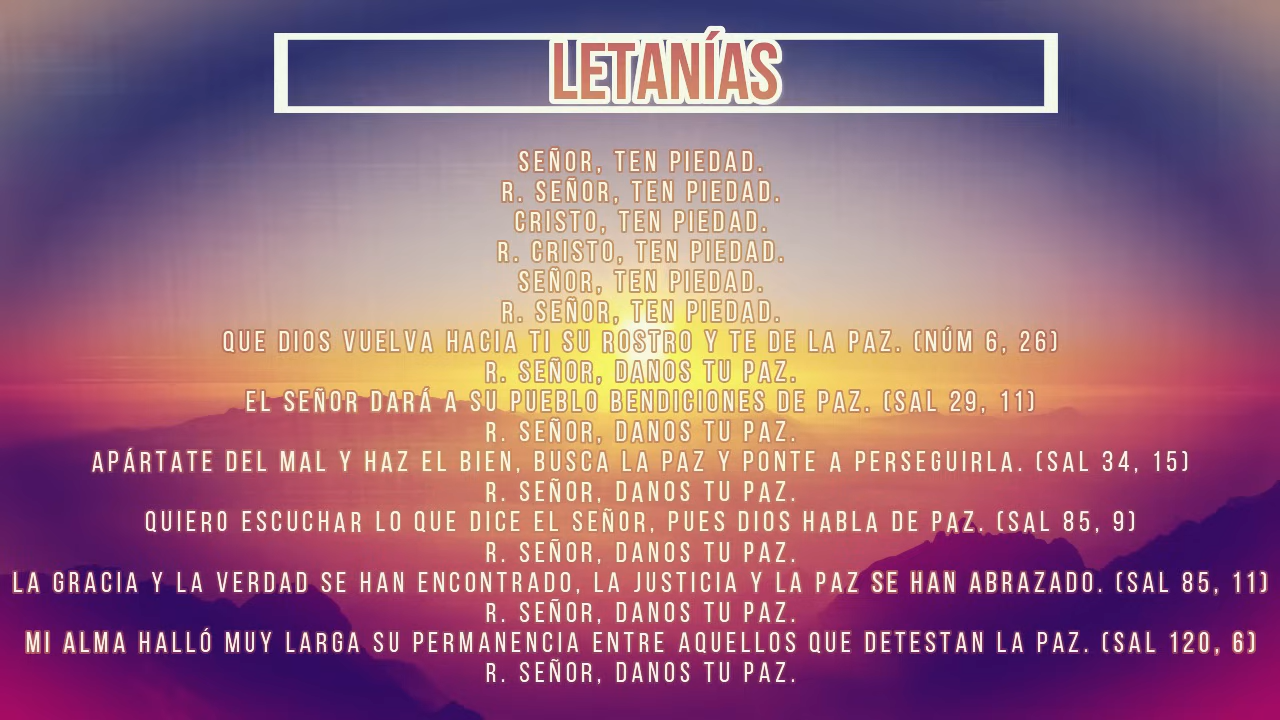 LETANÍAS
SEÑOR, TEN PIEDAD.
R. SEÑOR, TEN PIEDAD.
CRISTO, TEN PIEDAD.
R. CRISTO, TEN PIEDAD.
SEÑOR, TEN PIEDAD.
R. SEÑOR, TEN PIEDAD.
QUE DIOS VUELVA HACIA TI SU ROSTRO Y TE DE LA PAZ. (NÚM 6, 26)
R. SEÑOR, DANOS TU PAZ.
EL SEÑOR DARÁ A SU PUEBLO BENDICIONES DE PAZ. (SAL 29, 11)
R. SEÑOR, DANOS TU PAZ.
APÁRTATE DEL MAL Y HAZ EL BIEN, BUSCA LA PAZ Y PONTE A PERSEGUIRLA. (SAL 34, 15)
R. SEÑOR, DANOS TU PAZ.
QUIERO ESCUCHAR LO QUE DICE EL SEÑOR, PUES DIOS HABLA DE PAZ. (SAL 85, 9)
R. SEÑOR, DANOS TU PAZ.
LA GRACIA Y LA VERDAD SE HAN ENCONTRADO, LA JUSTICIA Y LA PAZ SE HAN ABRAZADO. (SAL 85, 11)
R. SEÑOR, DANOS TU PAZ.
MI ALMA HALLÓ MUY LARGA SU PERMANENCIA ENTRE AQUELLOS QUE DETESTAN LA PAZ. (SAL 120, 6)
R. SEÑOR, DANOS TU PAZ.